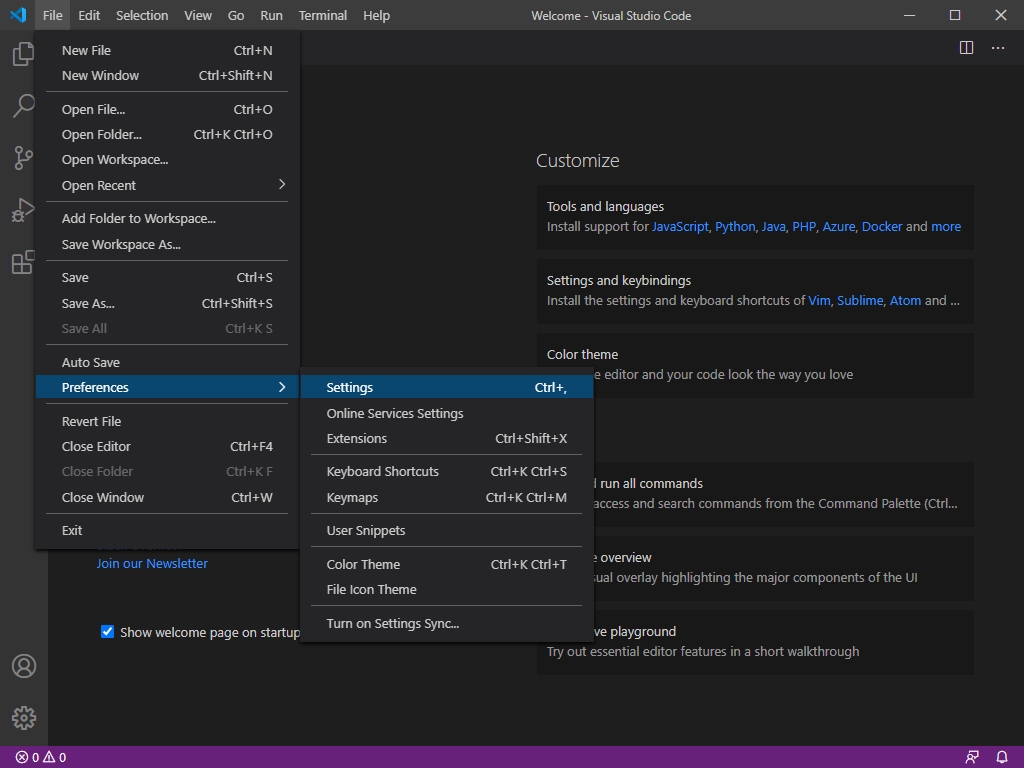 File Edit Selection View Go Run Terminal Help Welcome - Visual Studio Code
New File Ctrl+N
New Window Ctrl+Shift+N
Open File... Ctrl+O
Open Folder... Ctrl+K Ctrl+O
Open Workspace...
Open Recent
Add Folder to Workspace...
Save Workspace As...
Save Ctrl+S
Save As... Ctrl+Shift+S
Save All Ctrl+K S
Auto Save
Preferences
Revert File
Close Editor Ctrl+F4
Close Folder Ctrl+K F
Close Window Ctrl+W
Exit
Settings Ctrl+,
Online Services Settings
Extensions Ctrl+Shift+X
Keyboard Shortcuts Ctrl+K Ctrl+S
Keymaps Ctrl+K Ctrl+M
User Snippets
Color Theme Ctrl+K Ctrl+T
File Icon Theme
Turn on Settings Sync...
Join our Newsletter
Show welcome page on startup
Customize
Tools and languages
Install support for JavaScript, Python, Java, PHP, Azure, Docker and more
Settings and keybindings
Install the settings and keyboard shortcuts of Vim, Sublime, Atom and ...
Color theme
e editor and your code look the way you love
d run all commands
access and search commands from the Command Palette (Ctrl...
e overview
ual overlay highlighting the major components of the UI
ve playground
Try out essential editor features in a short walkthrough
0 0